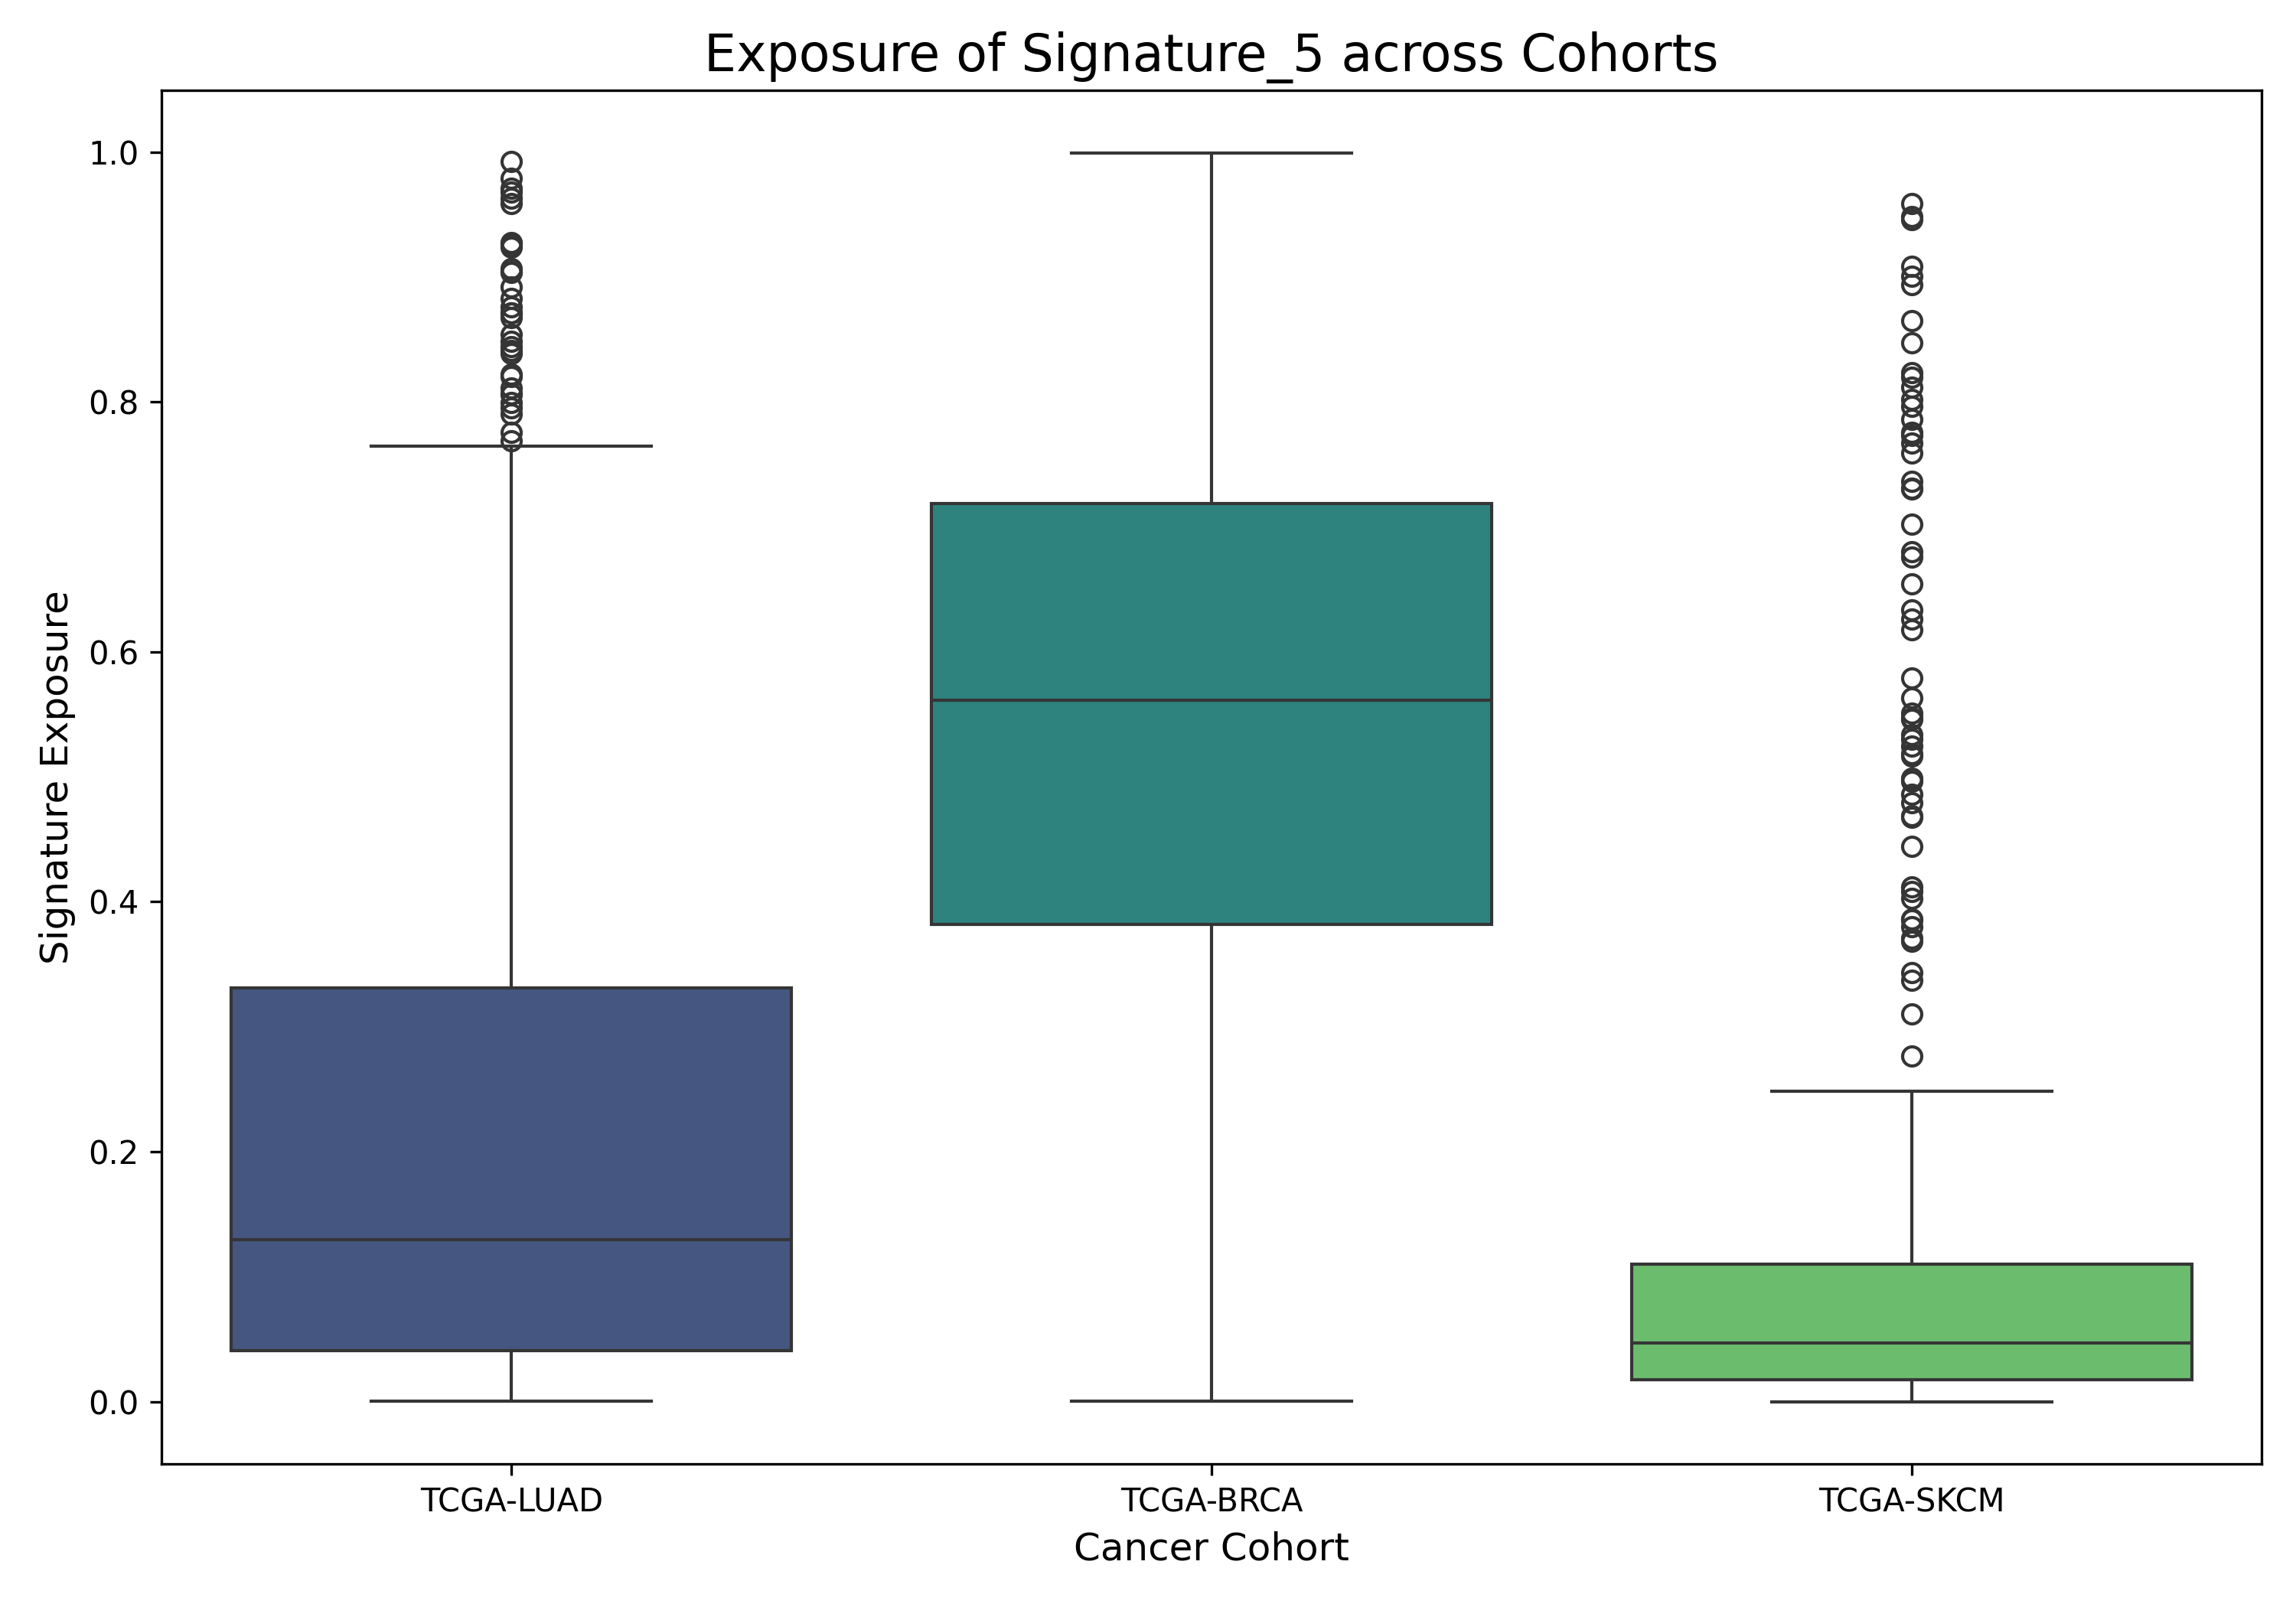 Exposure of Signature_5 across Cohorts
1.0
0.8
0.6
0.4
0.2
0.0
Signature Exposure
TCGA-LUAD
TCGA-BRCA
TCGA-SKCM
Cancer Cohort